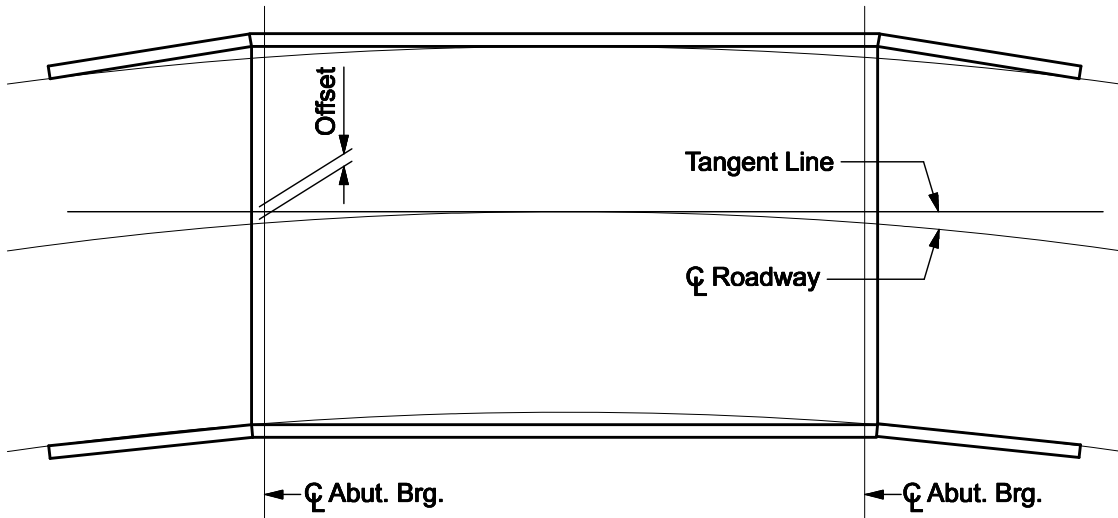 Offset
Tangent Line
℄ Roadway
℄ Abut. Brg.
℄ Abut. Brg.